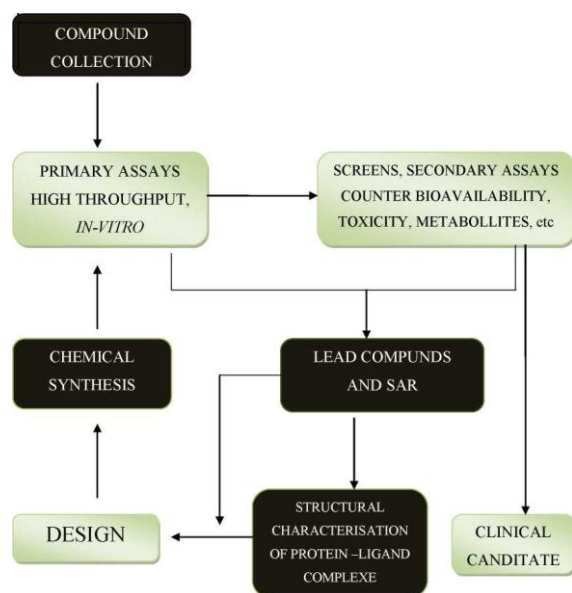 COMPOUND
COLLECTION
PRIMARY ASSAYS
HIGH THROUGHPUT,
IN-VITRO
SCREENS, SECONDARY ASSAYS
COUNTER BIOAVAILABILITY,
TOXICITY, METABOLLITES, etc
CHEMICAL
SYNTHESIS
LEAD COMPUNDS
AND SAR
DESIGN
STRUCTURAL
CHARACTERISATION
OF PROTEIN –LIGAND
COMPLEXE
CLINICAL
CANDITATE